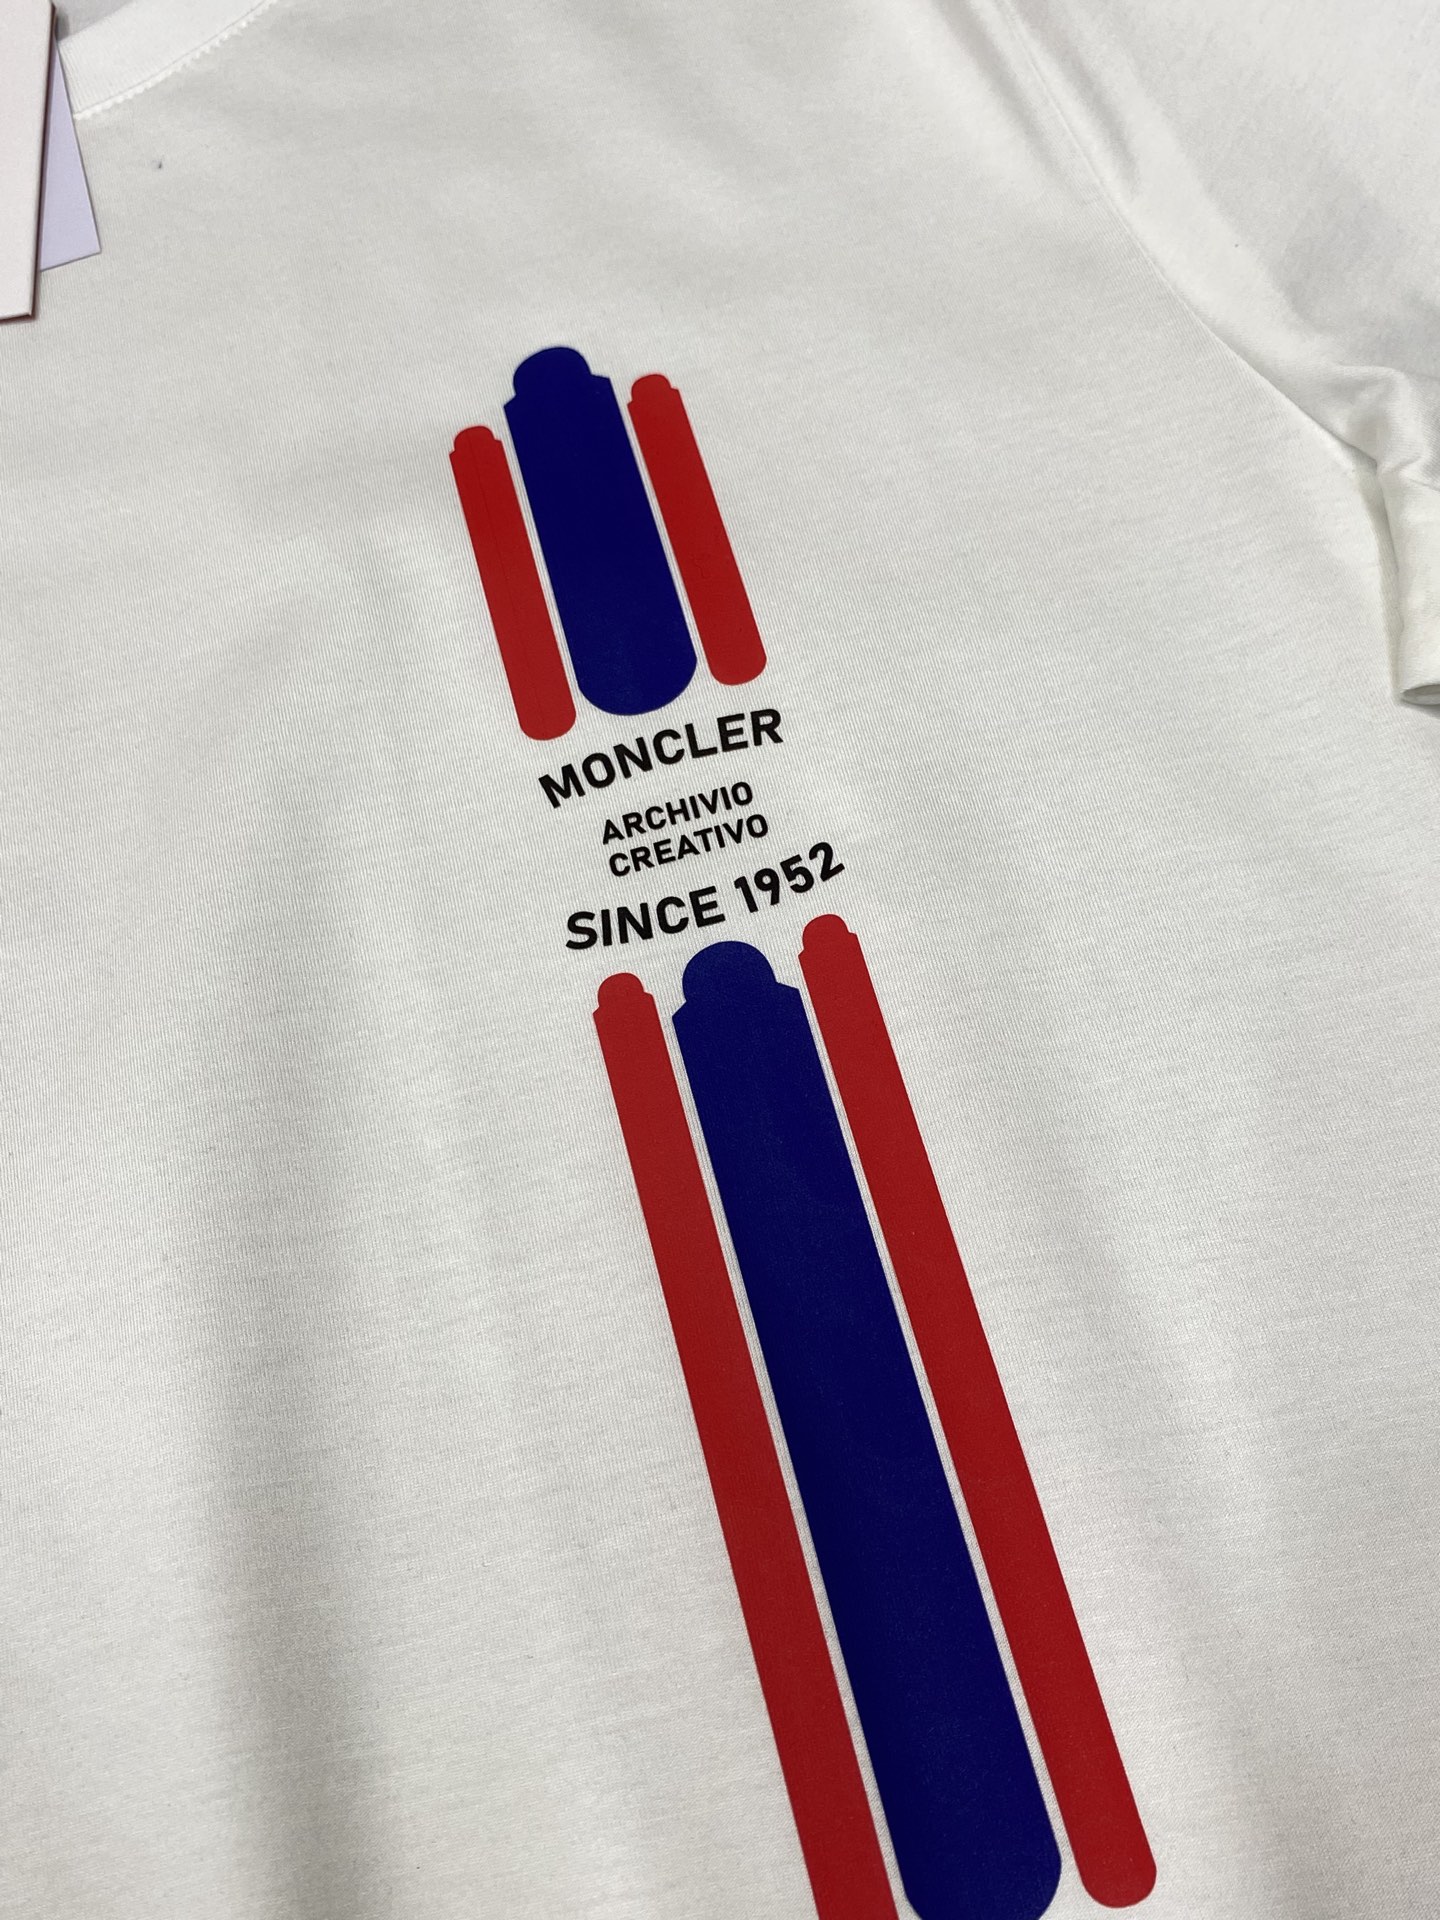 MONCLER
ARCHIVIO
CREATIVO
SINCE 1952